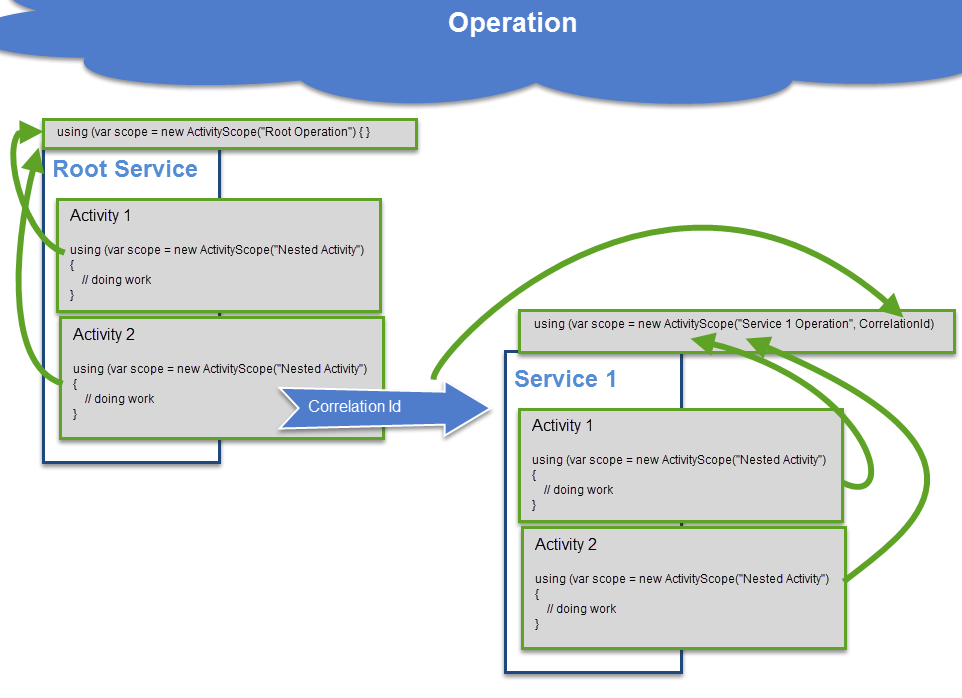 Operation
using (var scope = new ActivityScope("Root Operation") { }
Root Service
Activity 1
using (var scope = new ActivityScope("Nested Activity")
{
// doing work
}
Activity 2
using (var scope = new ActivityScope("Nested Activity")
{
// doing work
}
Correlation Id
using (var scope = new ActivityScope("Service 1 Operation", CorrelationId)
Service 1
Activity 1
using (var scope = new ActivityScope("Nested Activity")
{
// doing work
}
Activity 2
using (var scope = new ActivityScope("Nested Activity")
{
// doing work
}